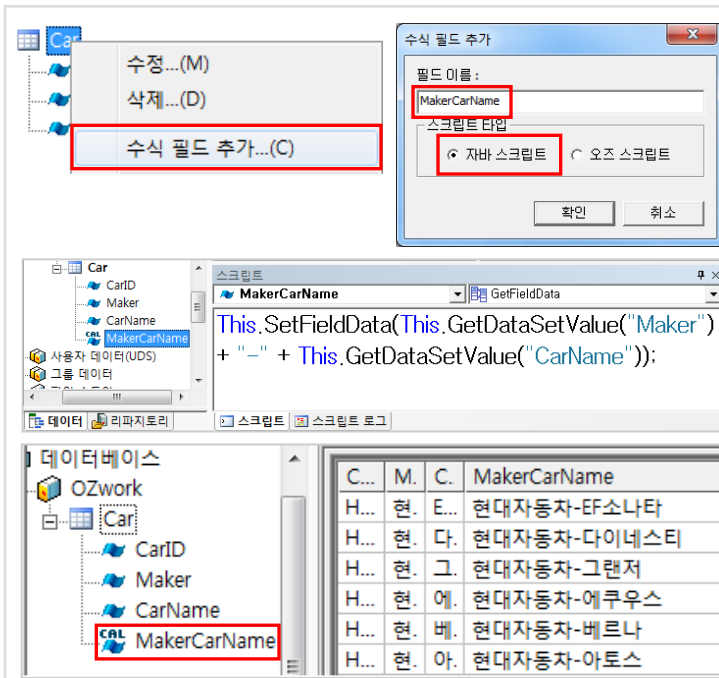 Car
수정...(M)
삭제...(D)
수식 필드 추가...(C)
수식 필드 추가
필드 이름 :
MakerCarName
스크립트 타입
자바 스크립트
오즈 스크립트
확인
취소
Car
CarID
Maker
CarName
CAL MakerCarName
사용자 데이터(UDS)
그룹 데이터
데이터
리파지토리
스크립트
MakerCarName
GetFieldData
This.SetFieldData(This.GetDataSetValue("Maker")
+ "-" + This.GetDataSetValue("CarName"));
스크립트
스크립트 로그
데이터베이스
OZwork
Car
CarID
Maker
CarName
CAL MakerCarName
C... M. C. MakerCarName
H... 현. E... 현대자동차-EF소나타
H... 현. 다. 현대자동차-다이네스티
H... 현. 그. 현대자동차-그랜저
H... 현. 에. 현대자동차-에쿠우스
H... 현. 베. 현대자동차-베르나
H... 현. 아. 현대자동차-아토스